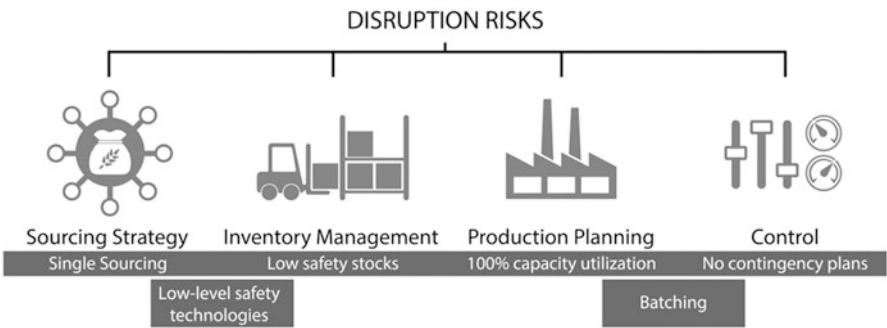 DISRUPTION RISKS
Sourcing Strategy
Inventory Management
Production Planning
Control
Single Sourcing
Low safety stocks
100% capacity utilization
No contingency plans
Low-level safety
technologies
Batching